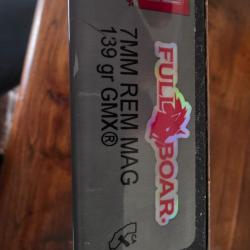 FULL
BOAR®
7MM REM MAG
139 gr GMX®